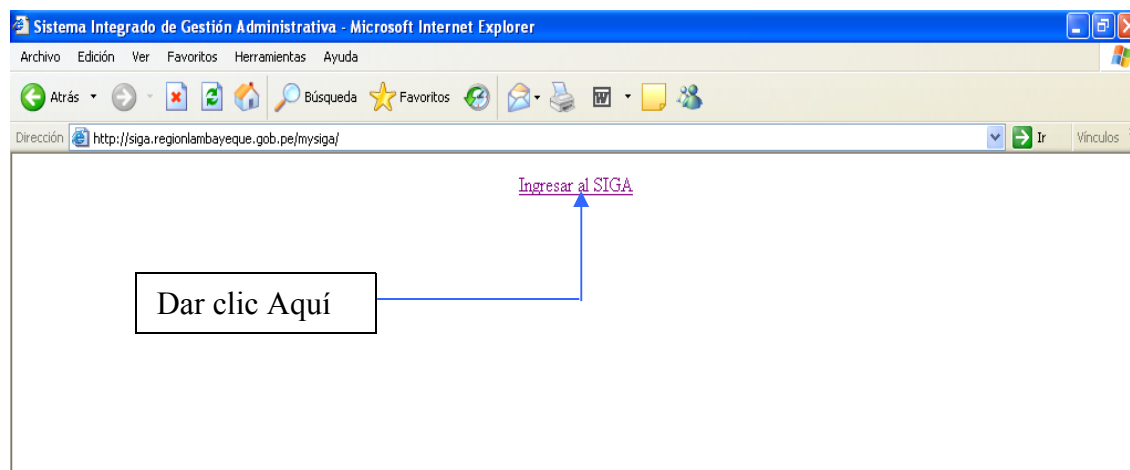 Sistema Integrado de Gestión Administrativa - Microsoft Internet Explorer
Archivo Edición Ver Favoritos Herramientas Ayuda
Atrás Búsqueda Favoritos
Dirección http://siga.regionlambayeque.gob.pe/mysiga/ Ir Vínculos
Ingresar al SIGA
Dar clic Aquí